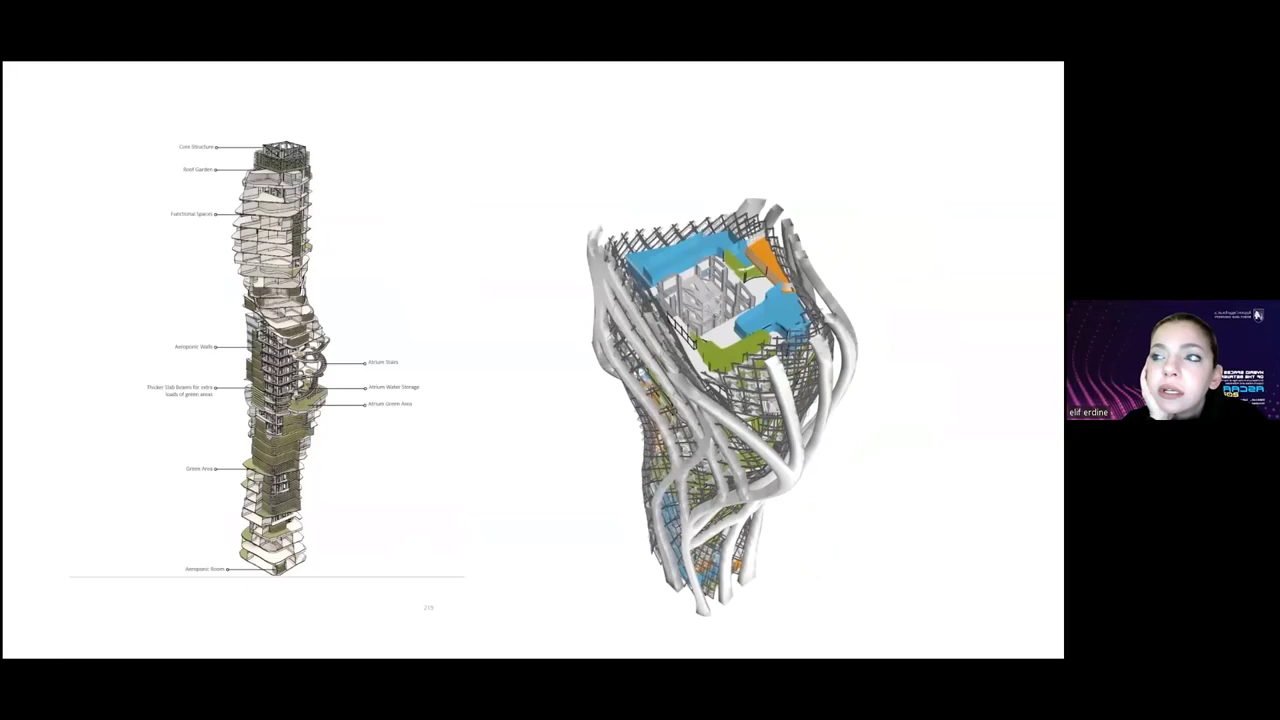 Core Structure
Roof Garden
Functional Spaces
Aeroponic Walls
Atrium Stairs
Thicker Slab Beams for extra
loads of green areas
Atrium Water Storage
Atrium Green Area
Green Area
Aeroponic Room
219
elif erdine